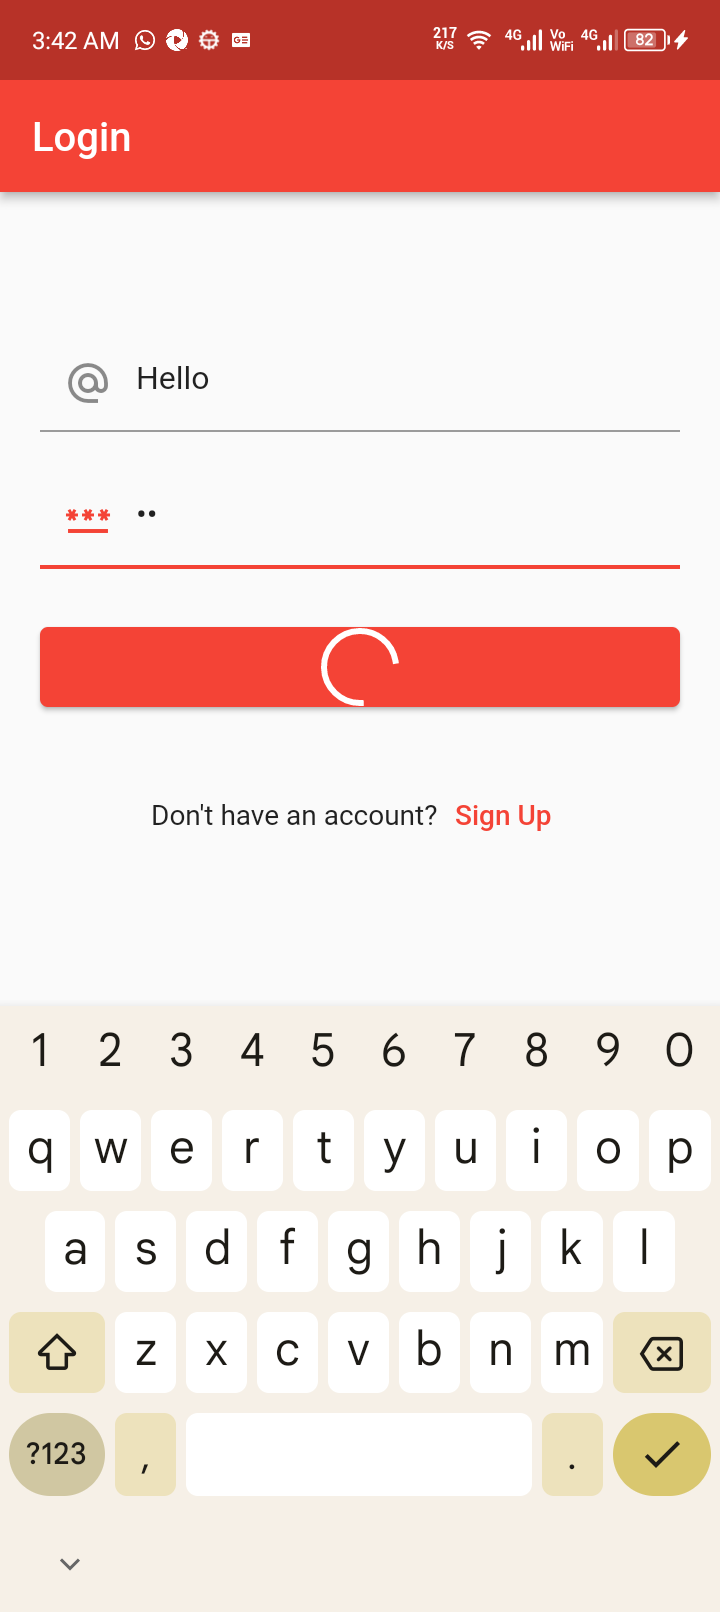 3:42 AM 217 K/S 4G Vo WiFi 4G 82
Login
Hello
***
Don't have an account? Sign Up
1 2 3 4 5 6 7 8 9 0
q w e r t y u i o p
a s d f g h j k l
z x c v b n m
?123 , .